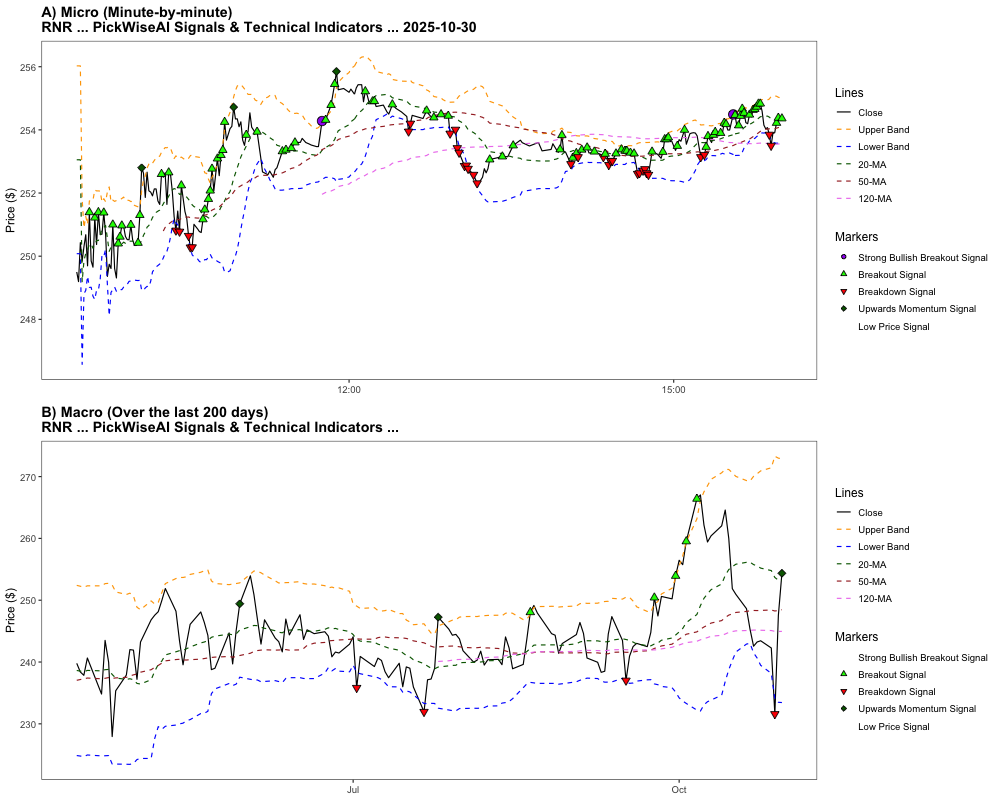 A) Micro (Minute-by-minute)
RNR ... PickWiseAI Signals & Technical Indicators ... 2025-10-30
Price ($)
256
254
252
250
248
12:00
15:00
Lines
Close
Upper Band
Lower Band
20-MA
50-MA
120-MA
Markers
Strong Bullish Breakout Signal
Breakout Signal
Breakdown Signal
Upwards Momentum Signal
Low Price Signal
B) Macro (Over the last 200 days)
RNR ... PickWiseAI Signals & Technical Indicators ...
Price ($)
270
260
250
240
230
Jul
Oct
Lines
Close
Upper Band
Lower Band
20-MA
50-MA
120-MA
Markers
Strong Bullish Breakout Signal
Breakout Signal
Breakdown Signal
Upwards Momentum Signal
Low Price Signal